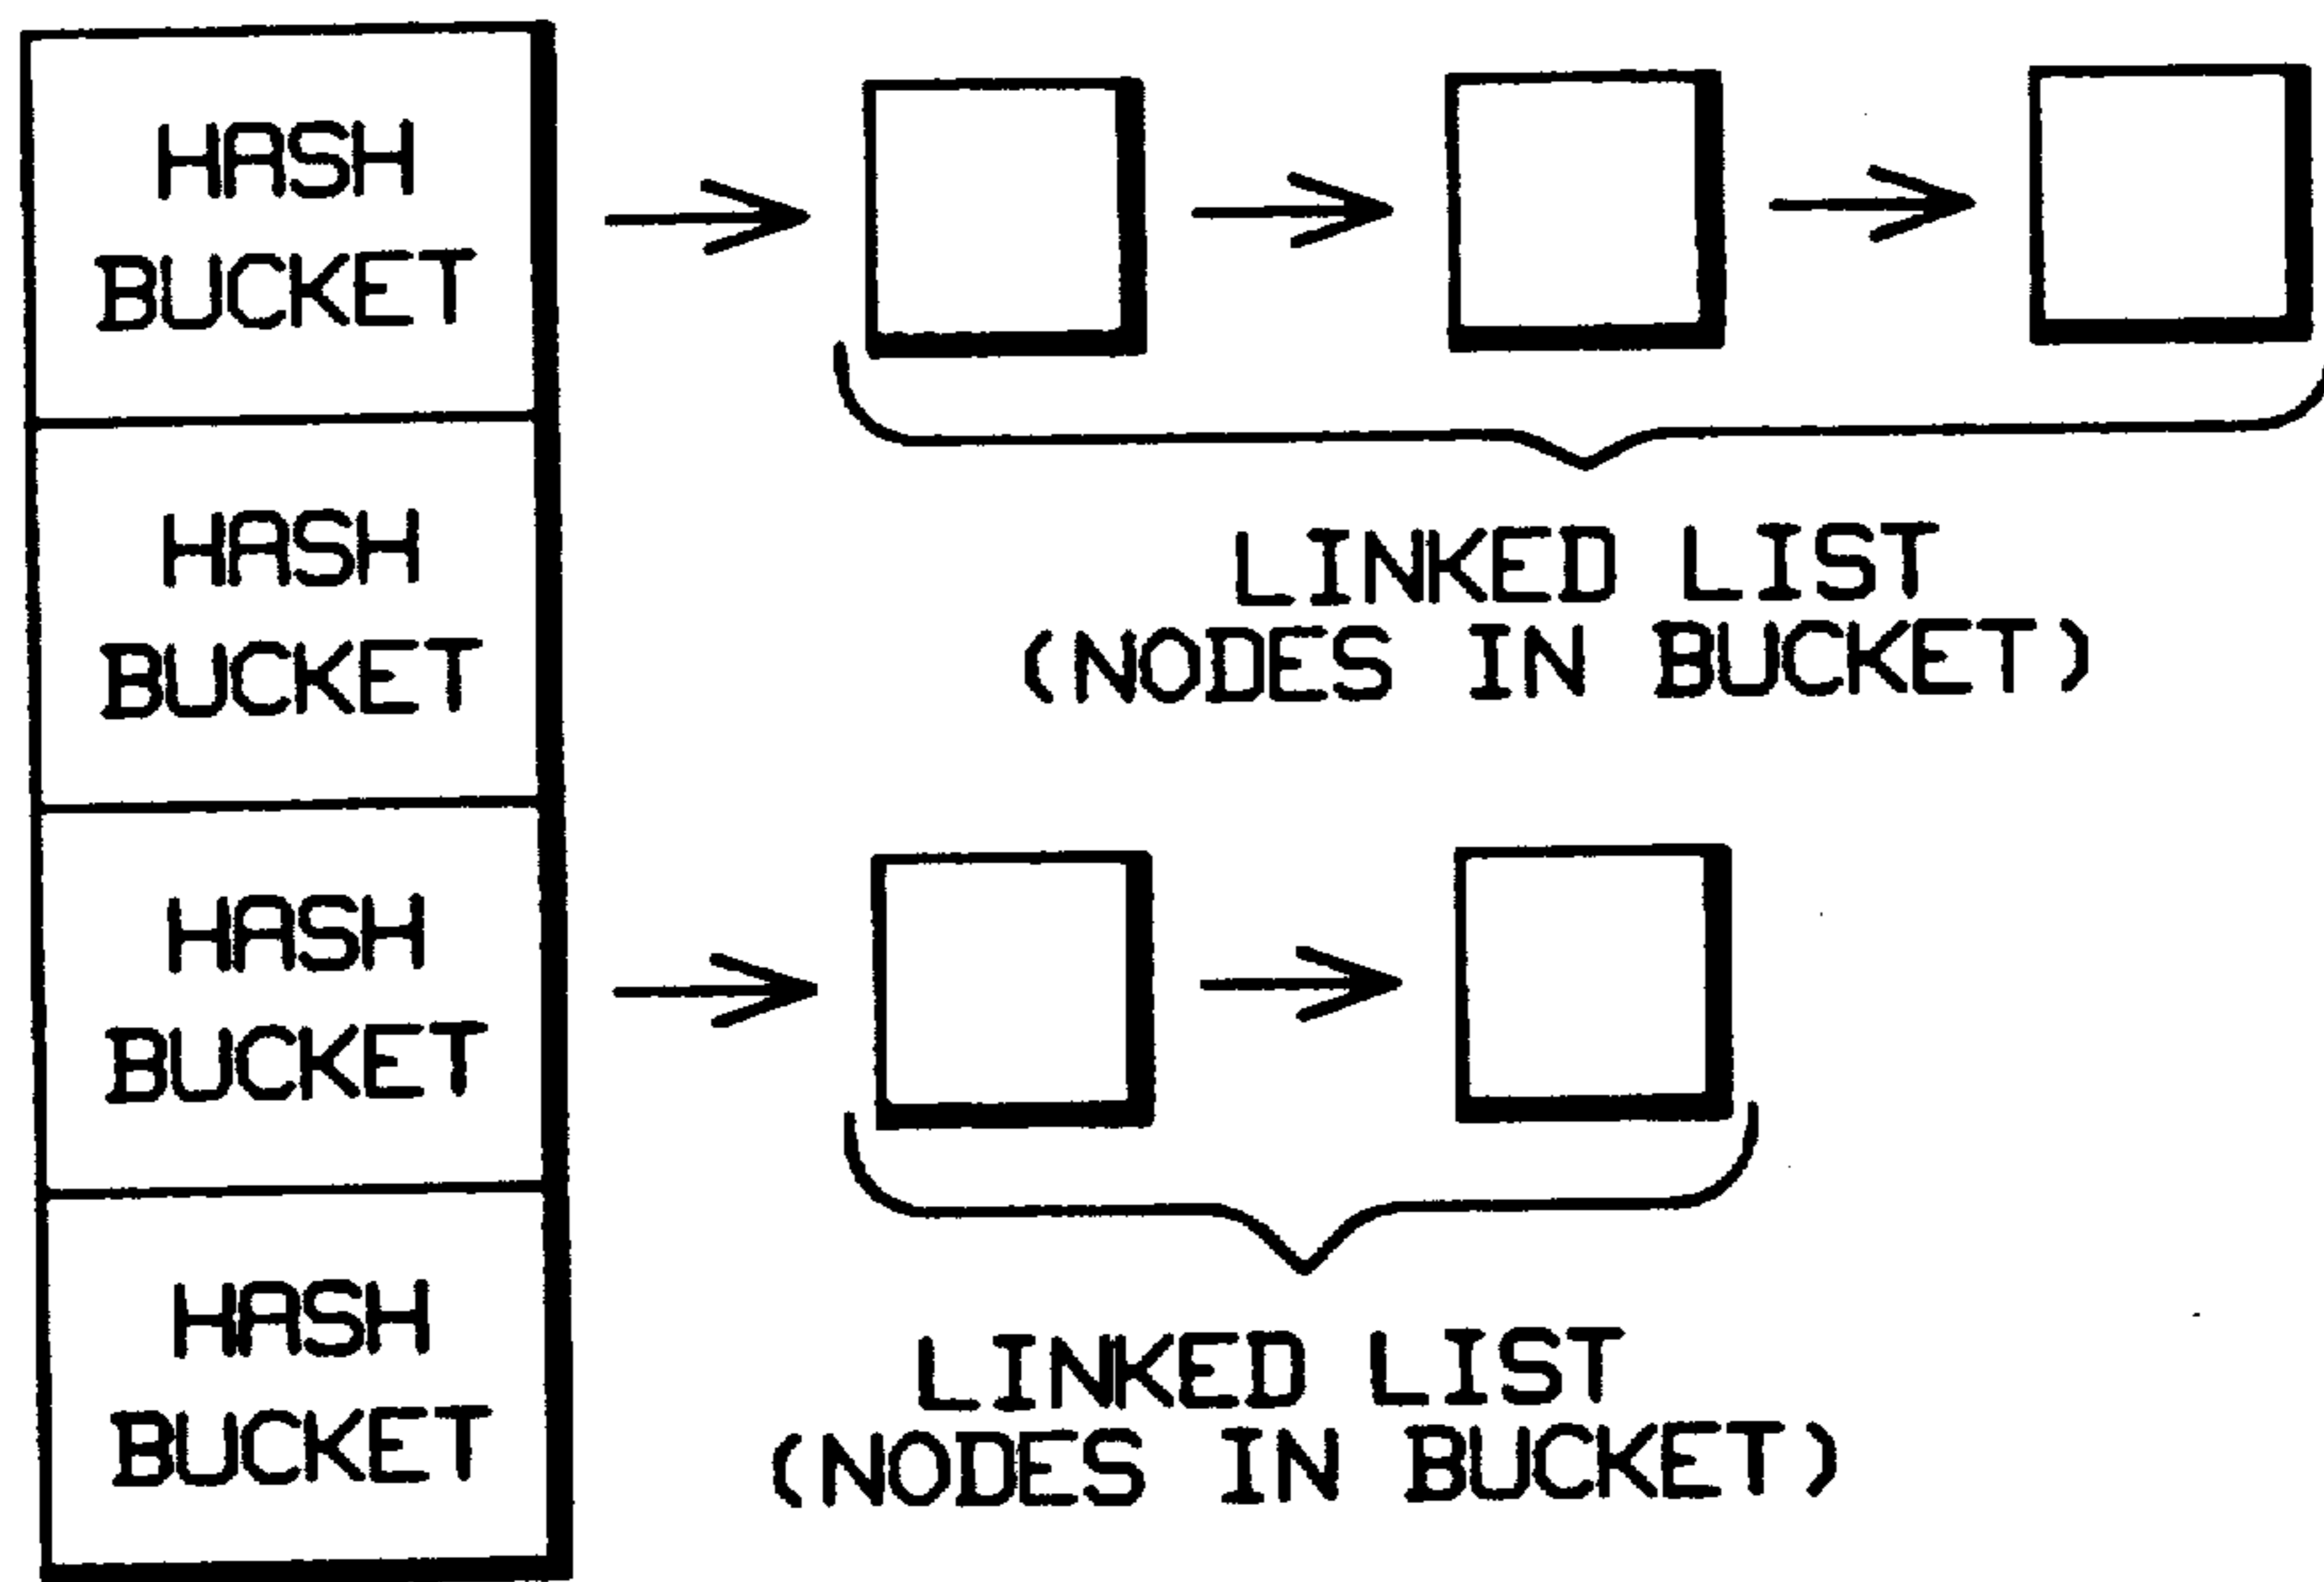 HASH
BUCKET
HASH
BUCKET
LINKED LIST
(NODES IN BUCKET)
HASH
BUCKET
HASH
BUCKET
LINKED LIST
(NODES IN BUCKET)